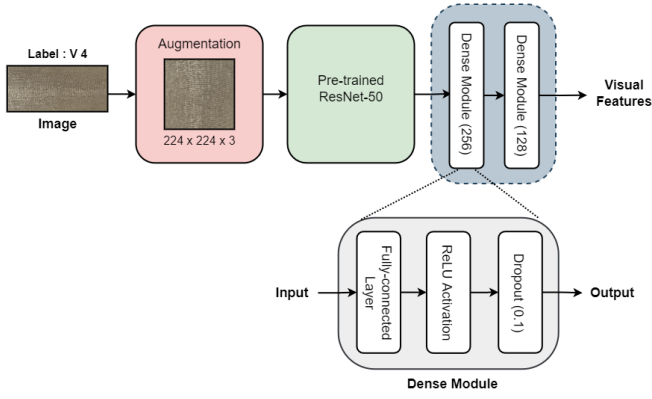 Label : V 4
Image
Augmentation
224 x 224 x 3
Pre-trained
ResNet-50
Dense Module (256)
Dense Module (128)
Visual
Features
Input
Fully-connected
Layer
ReLU Activation
Dropout (0.1)
Output
Dense Module